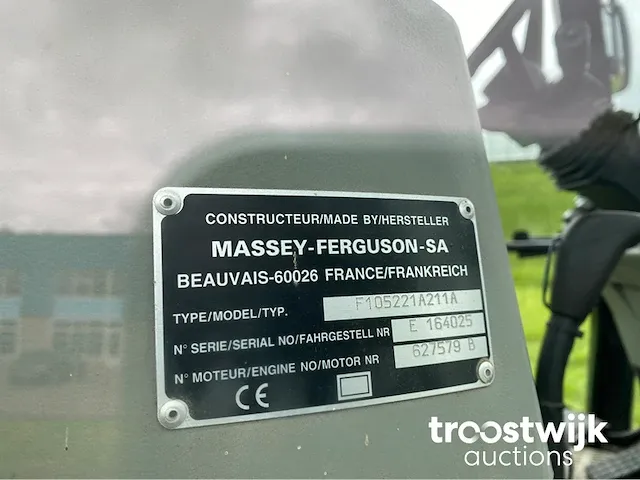 CONSTRUCTEUR/MADE BY/HERSTELLER
MASSEY-FERGUSON-SA
BEAUVAIS-60026 FRANCE/FRANKREICH
TYPE/MODEL/TYP. F105221A211A
N° SERIE/SERIAL NO/FAHRGESTELL NR E 164025
N° MOTEUR/ENGINE NO/MOTOR NR 627579 B
CE
troostwijk
auctions